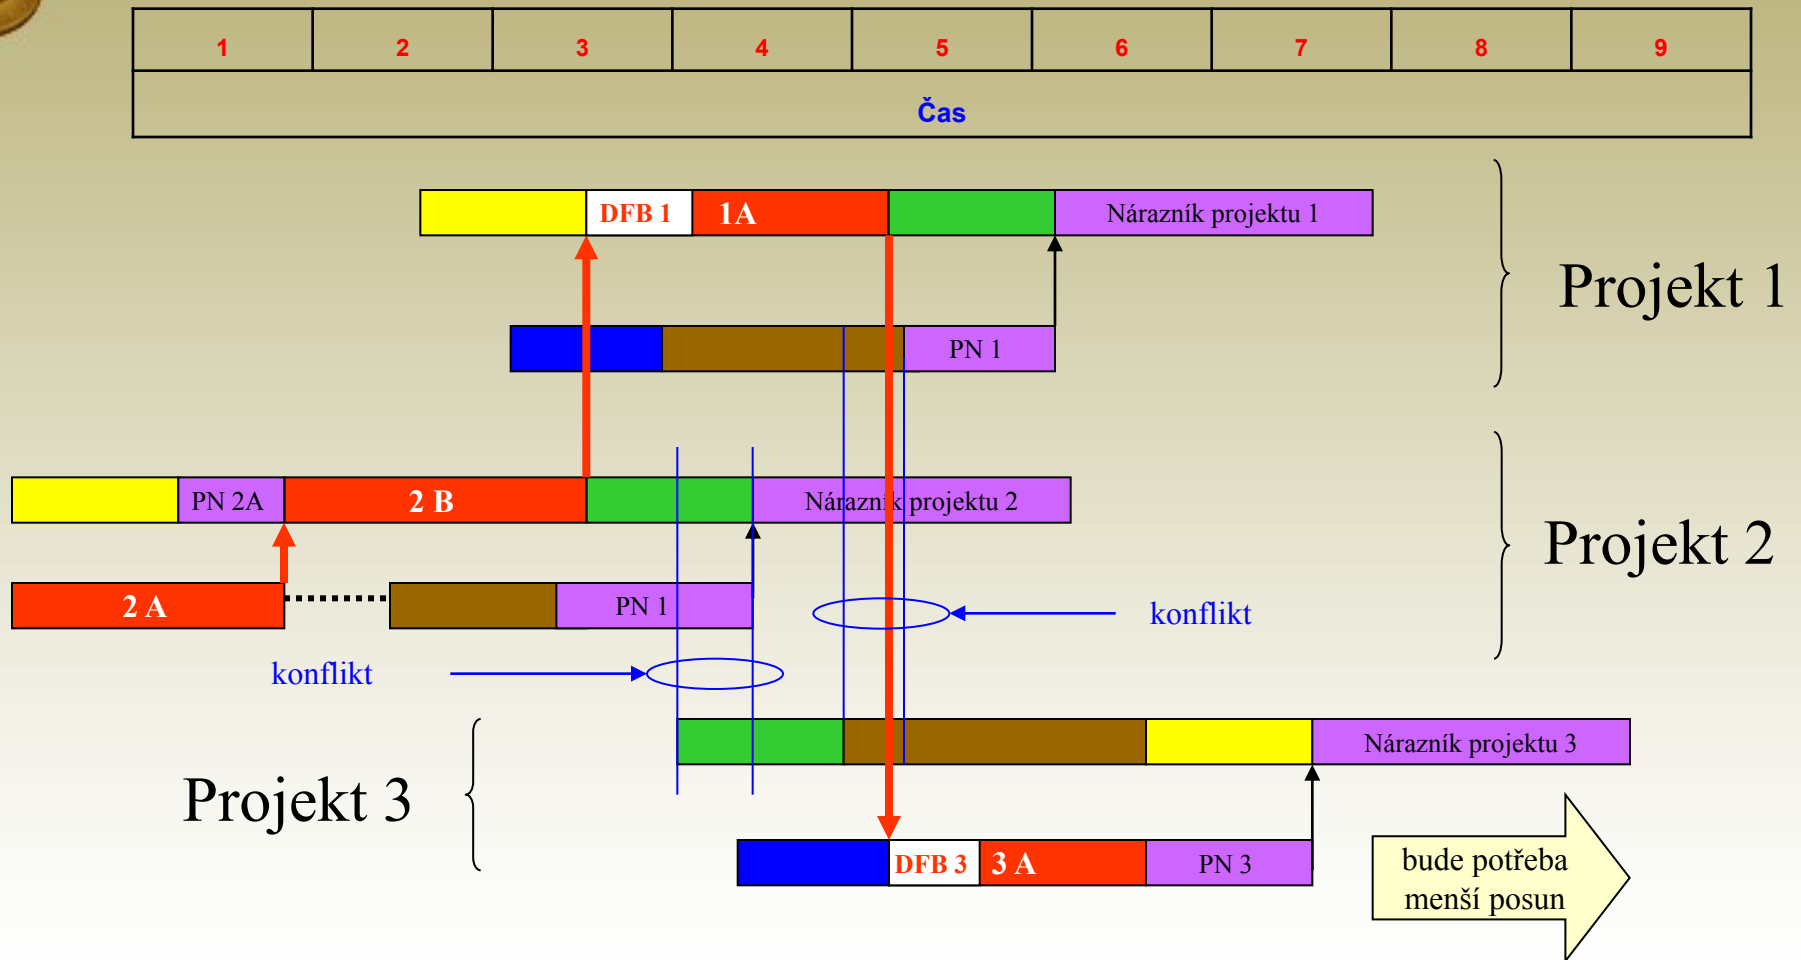 1 2 3 4 5 6 7 8 9
Čas
DFB 1 1A Nárazník projektu 1
Projekt 1
PN 1
PN 2A 2 B Nárazník projektu 2
Projekt 2
2 A PN 1
konflikt
konflikt
Nárazník projektu 3
Projekt 3
DFB 3 3 A PN 3
bude potřeba
menší posun